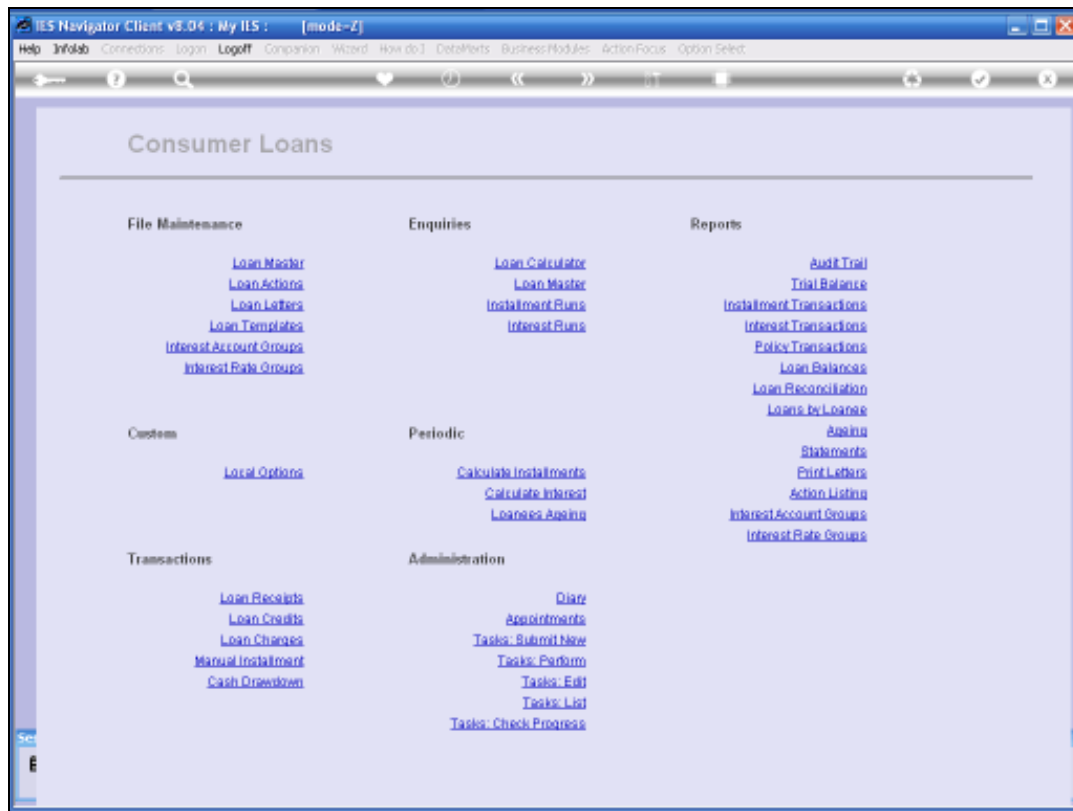 IES Navigator Client v8.04 : My IES : [mode=Z]
Help Infolab Connections Logon Logoff Companion Wizard How do I DataMerts Business Modules Action Focus Option Select
Consumer Loans
File Maintenance
Loan Master
Loan Actions
Loan Letters
Loan Templates
Interest Account Groups
Interest Rate Groups
Custom
Local Options
Transactions
Loan Receipts
Loan Credits
Loan Charges
Manual Installment
Cash Drawdown
Enquiries
Loan Calculator
Loan Master
Installment Runs
Interest Runs
Periodic
Calculate Installments
Calculate Interest
Loanees Ageing
Administration
Diary
Appointments
Tasks: Submit New
Tasks: Perform
Tasks: Edit
Tasks: List
Tasks: Check Progress
Reports
Audit Trail
Trial Balance
Installment Transactions
Interest Transactions
Policy Transactions
Loan Balances
Loan Reconciliation
Loans by Loanee
Ageing
Statements
Print Letters
Action Listing
Interest Account Groups
Interest Rate Groups